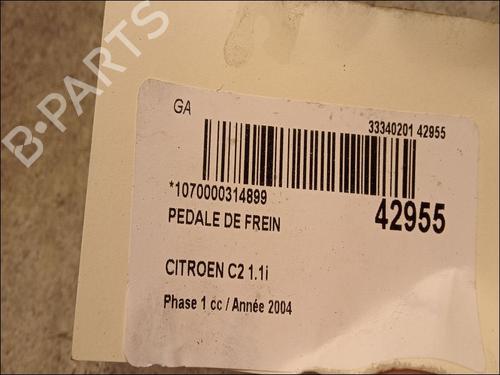 B-PARTS
GA
33340201 42955
*1070000314899
42955
PEDALE DE FREIN
CITROEN C2 1.1i
Phase 1 cc / Année 2004